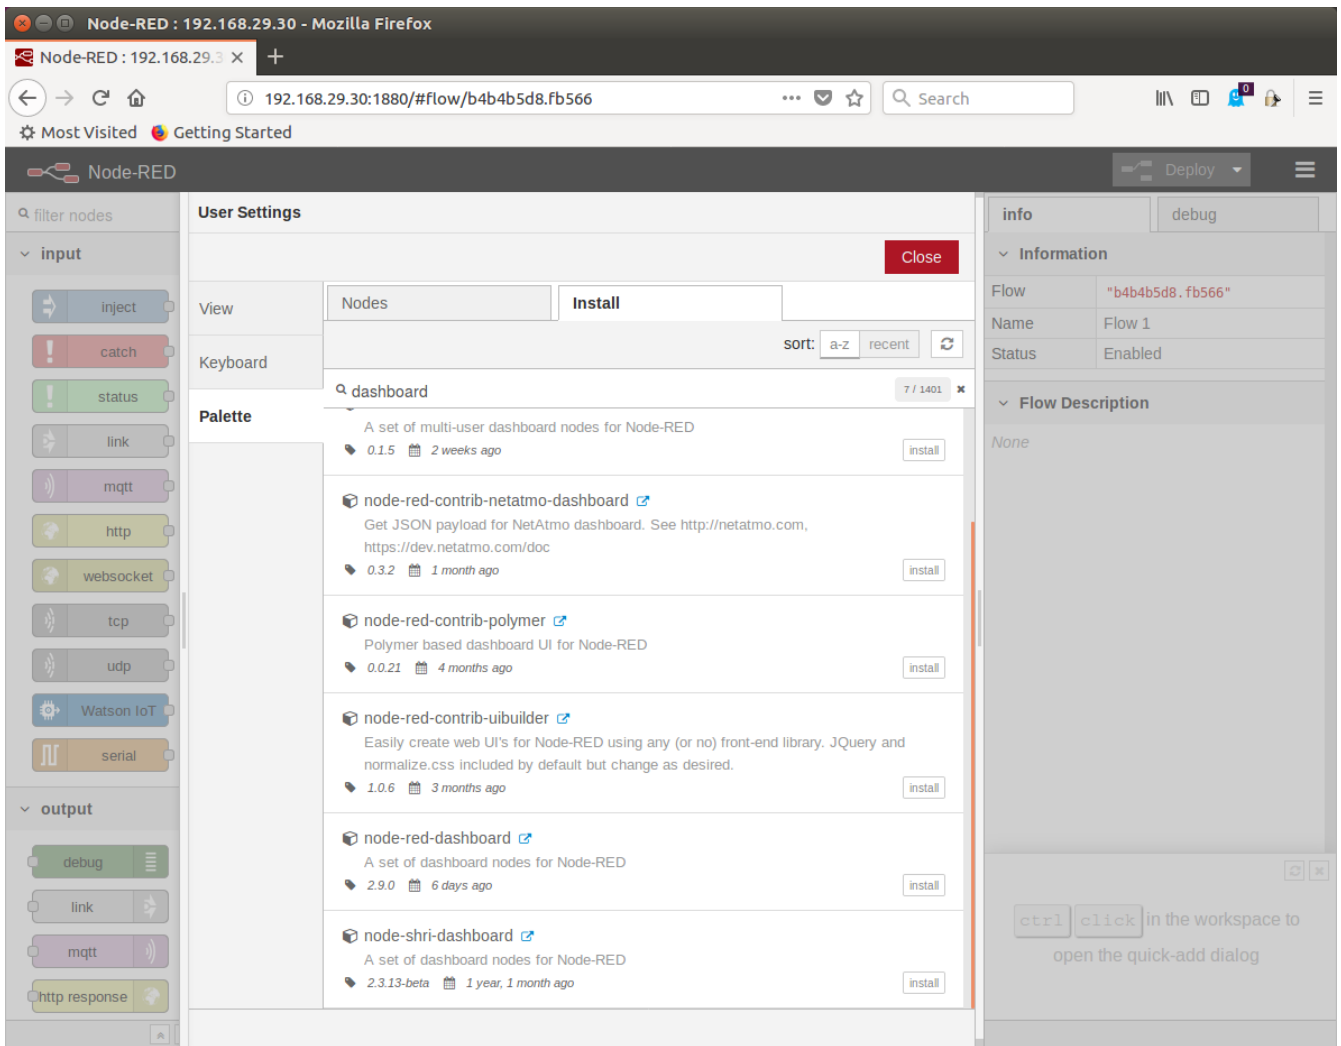 Node-RED : 192.168.29.30 - Mozilla Firefox
Node-RED : 192.168.29.3
192.168.29.30:1880/#flow/b4b4b5d8.fb566
Search
0
Most Visited
Getting Started
Node-RED
Deploy
filter nodes
input
inject
catch
status
link
mqtt
http
websocket
tcp
udp
Watson IoT
serial
output
debug
link
mqtt
http response
User Settings
Close
View
Keyboard
Palette
Nodes
Install
sort: a-z recent
dashboard
7 / 1401
A set of multi-user dashboard nodes for Node-RED
0.1.5 2 weeks ago
install
node-red-contrib-netatmo-dashboard
Get JSON payload for NetAtmo dashboard. See http://netatmo.com,
https://dev.netatmo.com/doc
0.3.2 1 month ago
install
node-red-contrib-polymer
Polymer based dashboard UI for Node-RED
0.0.21 4 months ago
install
node-red-contrib-uibuilder
Easily create web UI's for Node-RED using any (or no) front-end library. JQuery and
normalize.css included by default but change as desired.
1.0.6 3 months ago
install
node-red-dashboard
A set of dashboard nodes for Node-RED
2.9.0 6 days ago
install
node-shri-dashboard
A set of dashboard nodes for Node-RED
2.3.13-beta 1 year, 1 month ago
install
info
debug
Information
Flow "b4b4b5d8.fb566"
Name Flow 1
Status Enabled
Flow Description
None
ctrl click in the workspace to
open the quick-add dialog